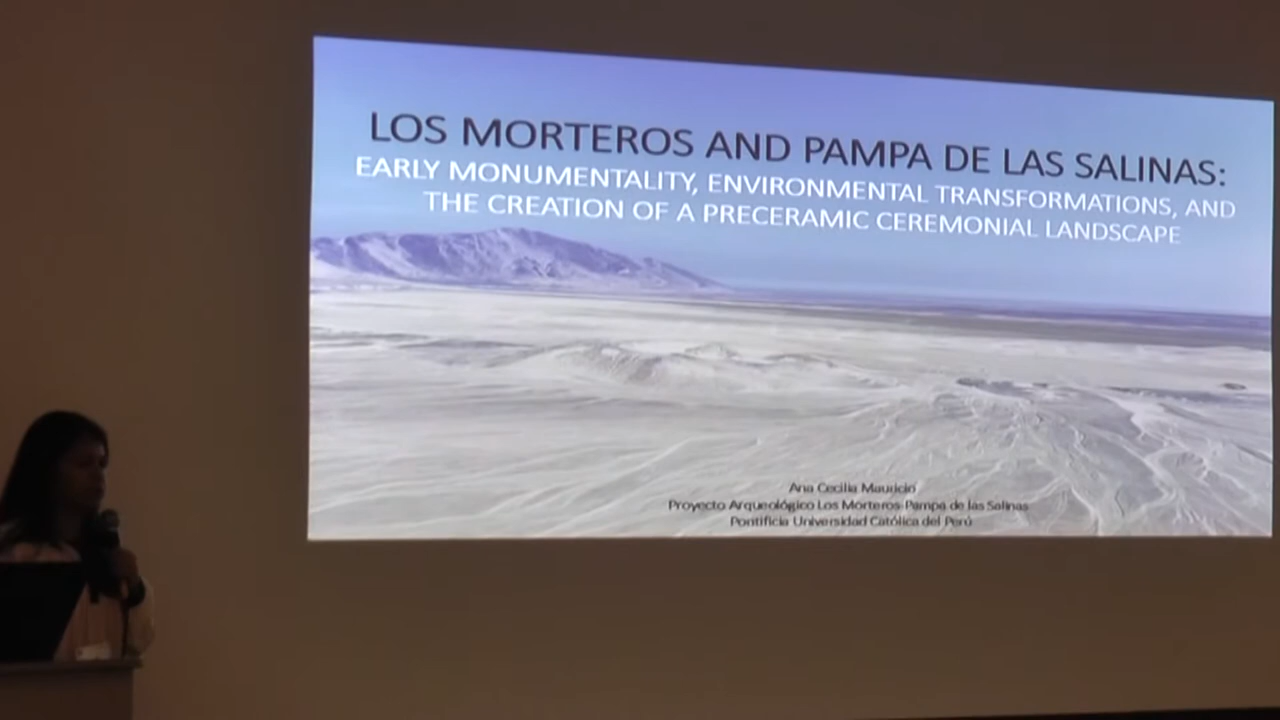 LOS MORTEROS AND PAMPA DE LAS SALINAS:
EARLY MONUMENTALITY, ENVIRONMENTAL TRANSFORMATIONS, AND
THE CREATION OF A PRECERAMIC CEREMONIAL LANDSCAPE
Ana Cecilia Mauricio
Proyecto Arqueológico Los Morteros-Pampa de las Salinas
Pontificia Universidad Católica del Perú